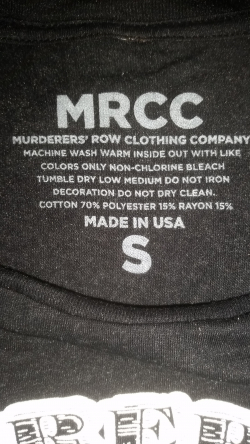 MRCC
MURDERERS' ROW CLOTHING COMPANY
MACHINE WASH WARM INSIDE OUT WITH LIKE
COLORS ONLY NON-CHLORINE BLEACH
TUMBLE DRY LOW MEDIUM DO NOT IRON
DECORATION DO NOT DRY CLEAN.
COTTON 70% POLYESTER 15% RAYON 15%
MADE IN USA
S